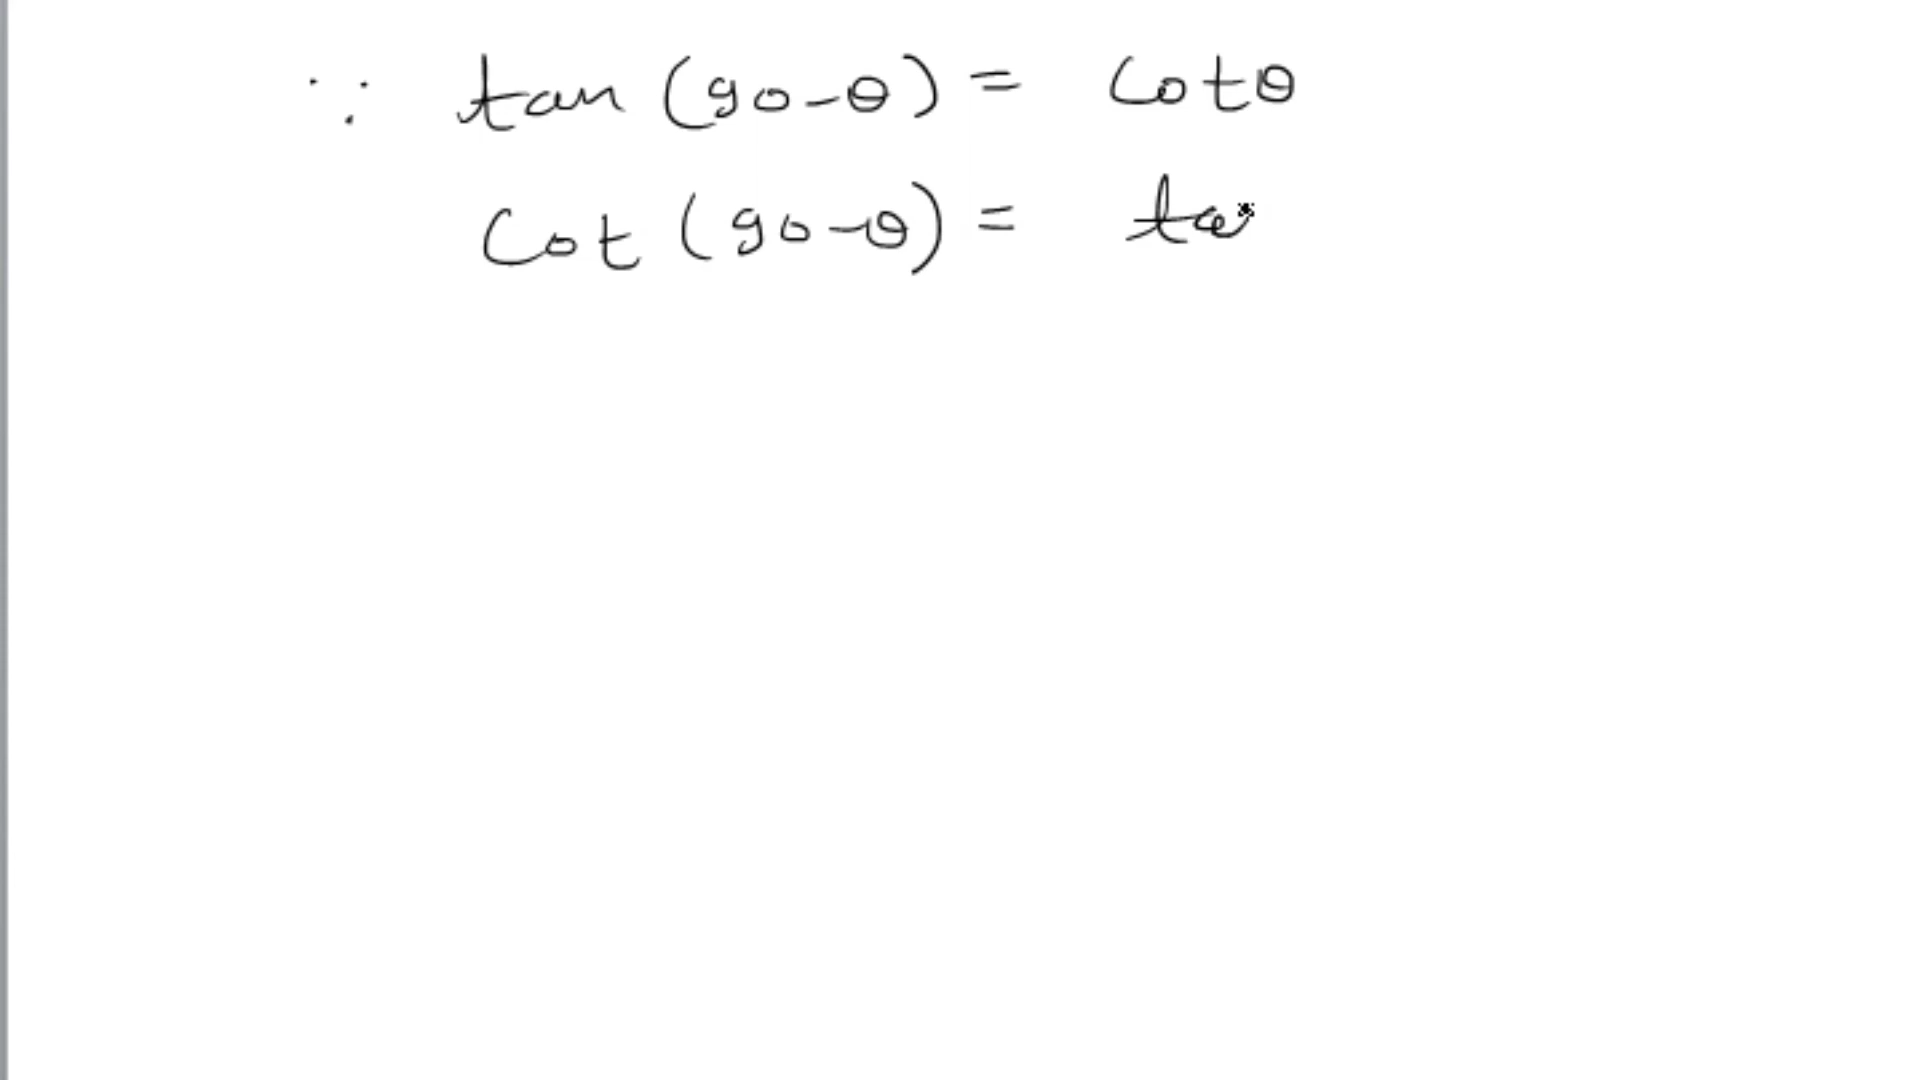 ∵ tan (90-θ) = Cotθ
Cot (90-θ) = ta